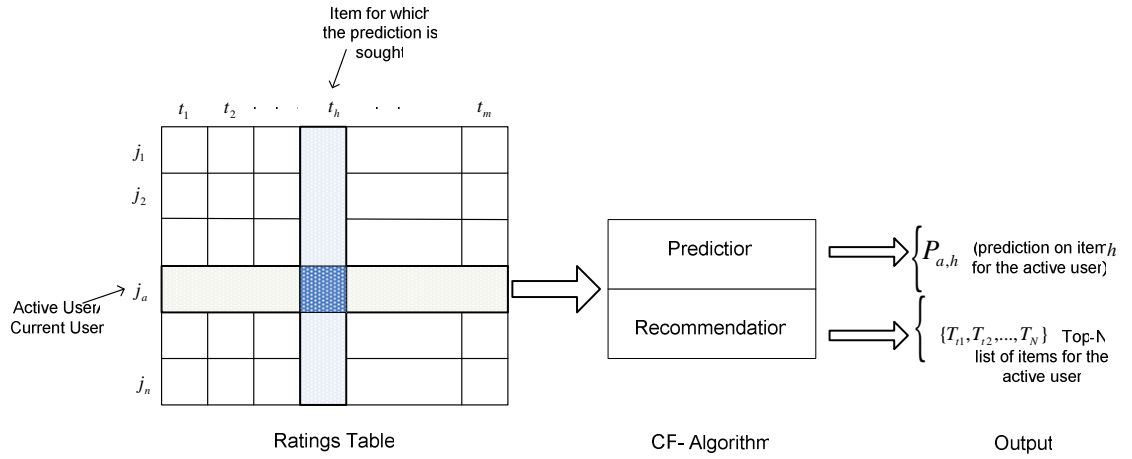 Item for which
the prediction is
sought
t1 t2 . . . th . . tm
j1
j2
ja
jn
Active User/
Current User
Prediction
Recommendation
{ Pa,h (prediction on item h
for the active user)
{ {Tt1,Tt2,...,TN} Top-N
list of items for the
active user
Ratings Table
CF- Algorithm
Output